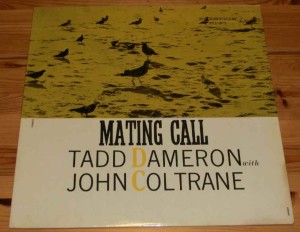 MATING CALL
TADD DAMERON with
JOHN COLTRANE